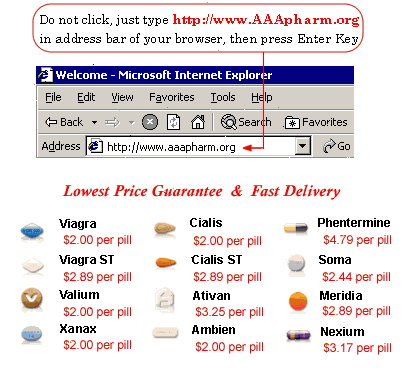 Do not click, just type http://www.AAApharm.org
in address bar of your browser, then press Enter Key
Welcome - Microsoft Internet Explorer
File Edit View Favorites Tools Help
Back Search Favorites
Address http://www.aaapharm.org Go
Lowest Price Guarantee & Fast Delivery
Viagra
$2.00 per pill
Cialis
$2.00 per pill
Phentermine
$4.79 per pill
Viagra ST
$2.89 per pill
Cialis ST
$2.89 per pill
Soma
$2.44 per pill
Valium
$2.00 per pill
Ativan
$3.25 per pill
Meridia
$2.89 per pill
Xanax
$2.00 per pill
Ambien
$2.00 per pill
Nexium
$3.17 per pill